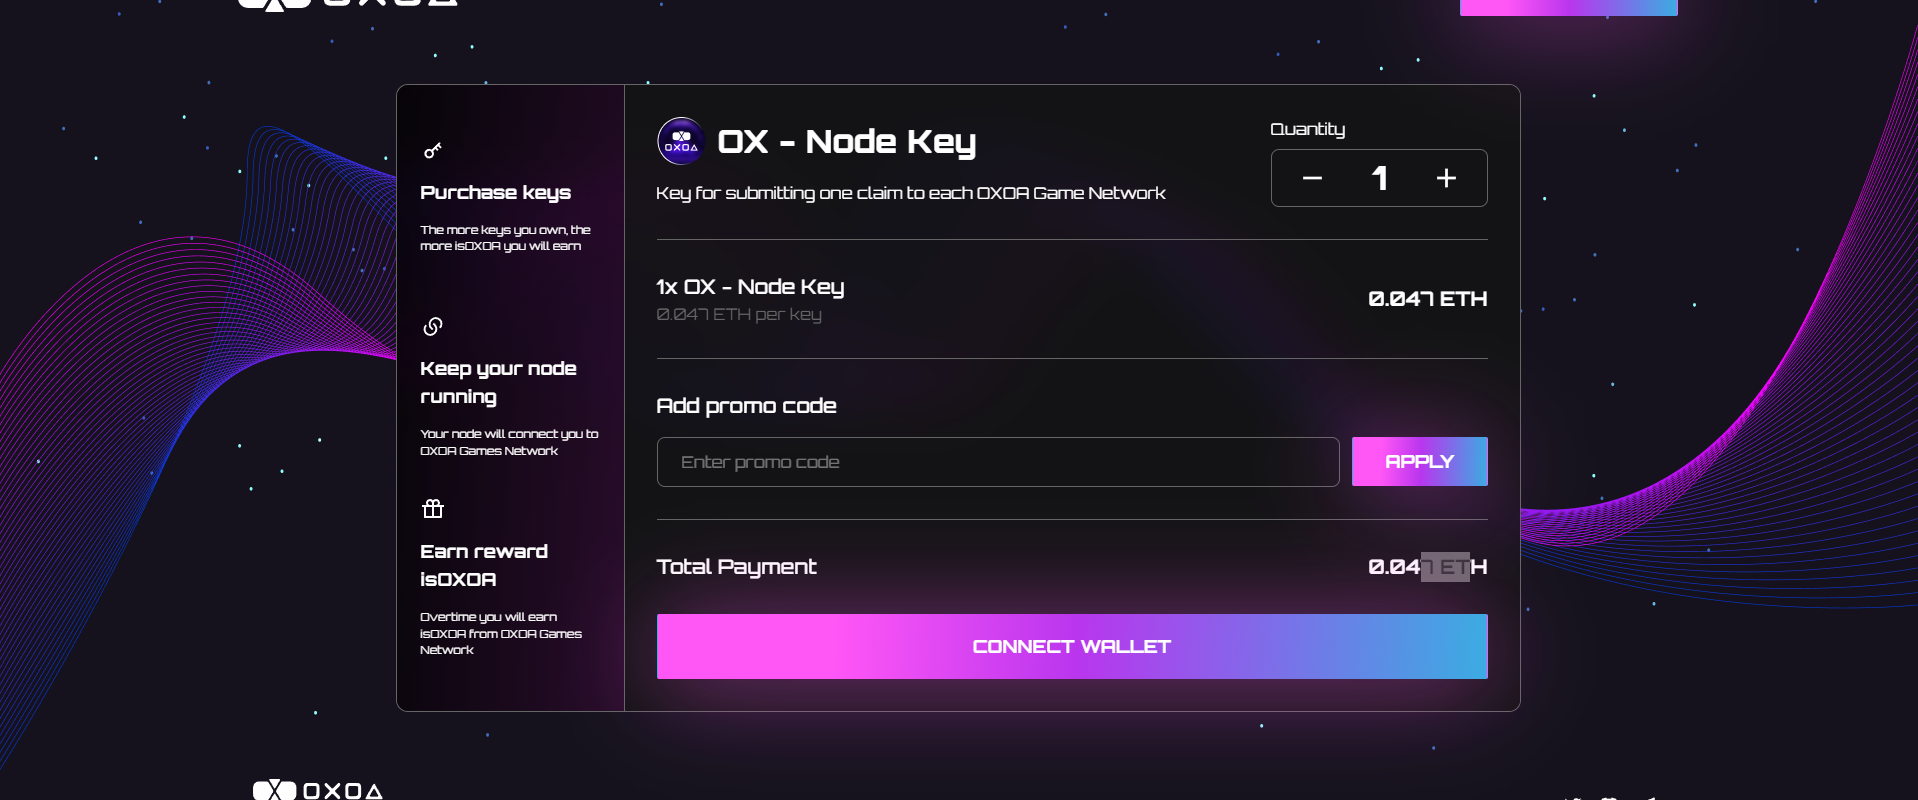 OXOA
Purchase keys
The more keys you own, the
more isOXOA you will earn
Keep your node
running
Your node will connect you to
OXOA Games Network
Earn reward
isOXOA
Overtime you will earn
isOXOA from OXOA Games
Network
OXOA
OX - Node Key
Key for submitting one claim to each OXOA Game Network
Quantity
1
1x OX - Node Key
0.047 ETH per key
0.047 ETH
Add promo code
Enter promo code
APPLY
Total Payment
0.047 ETH
CONNECT WALLET
OXOA